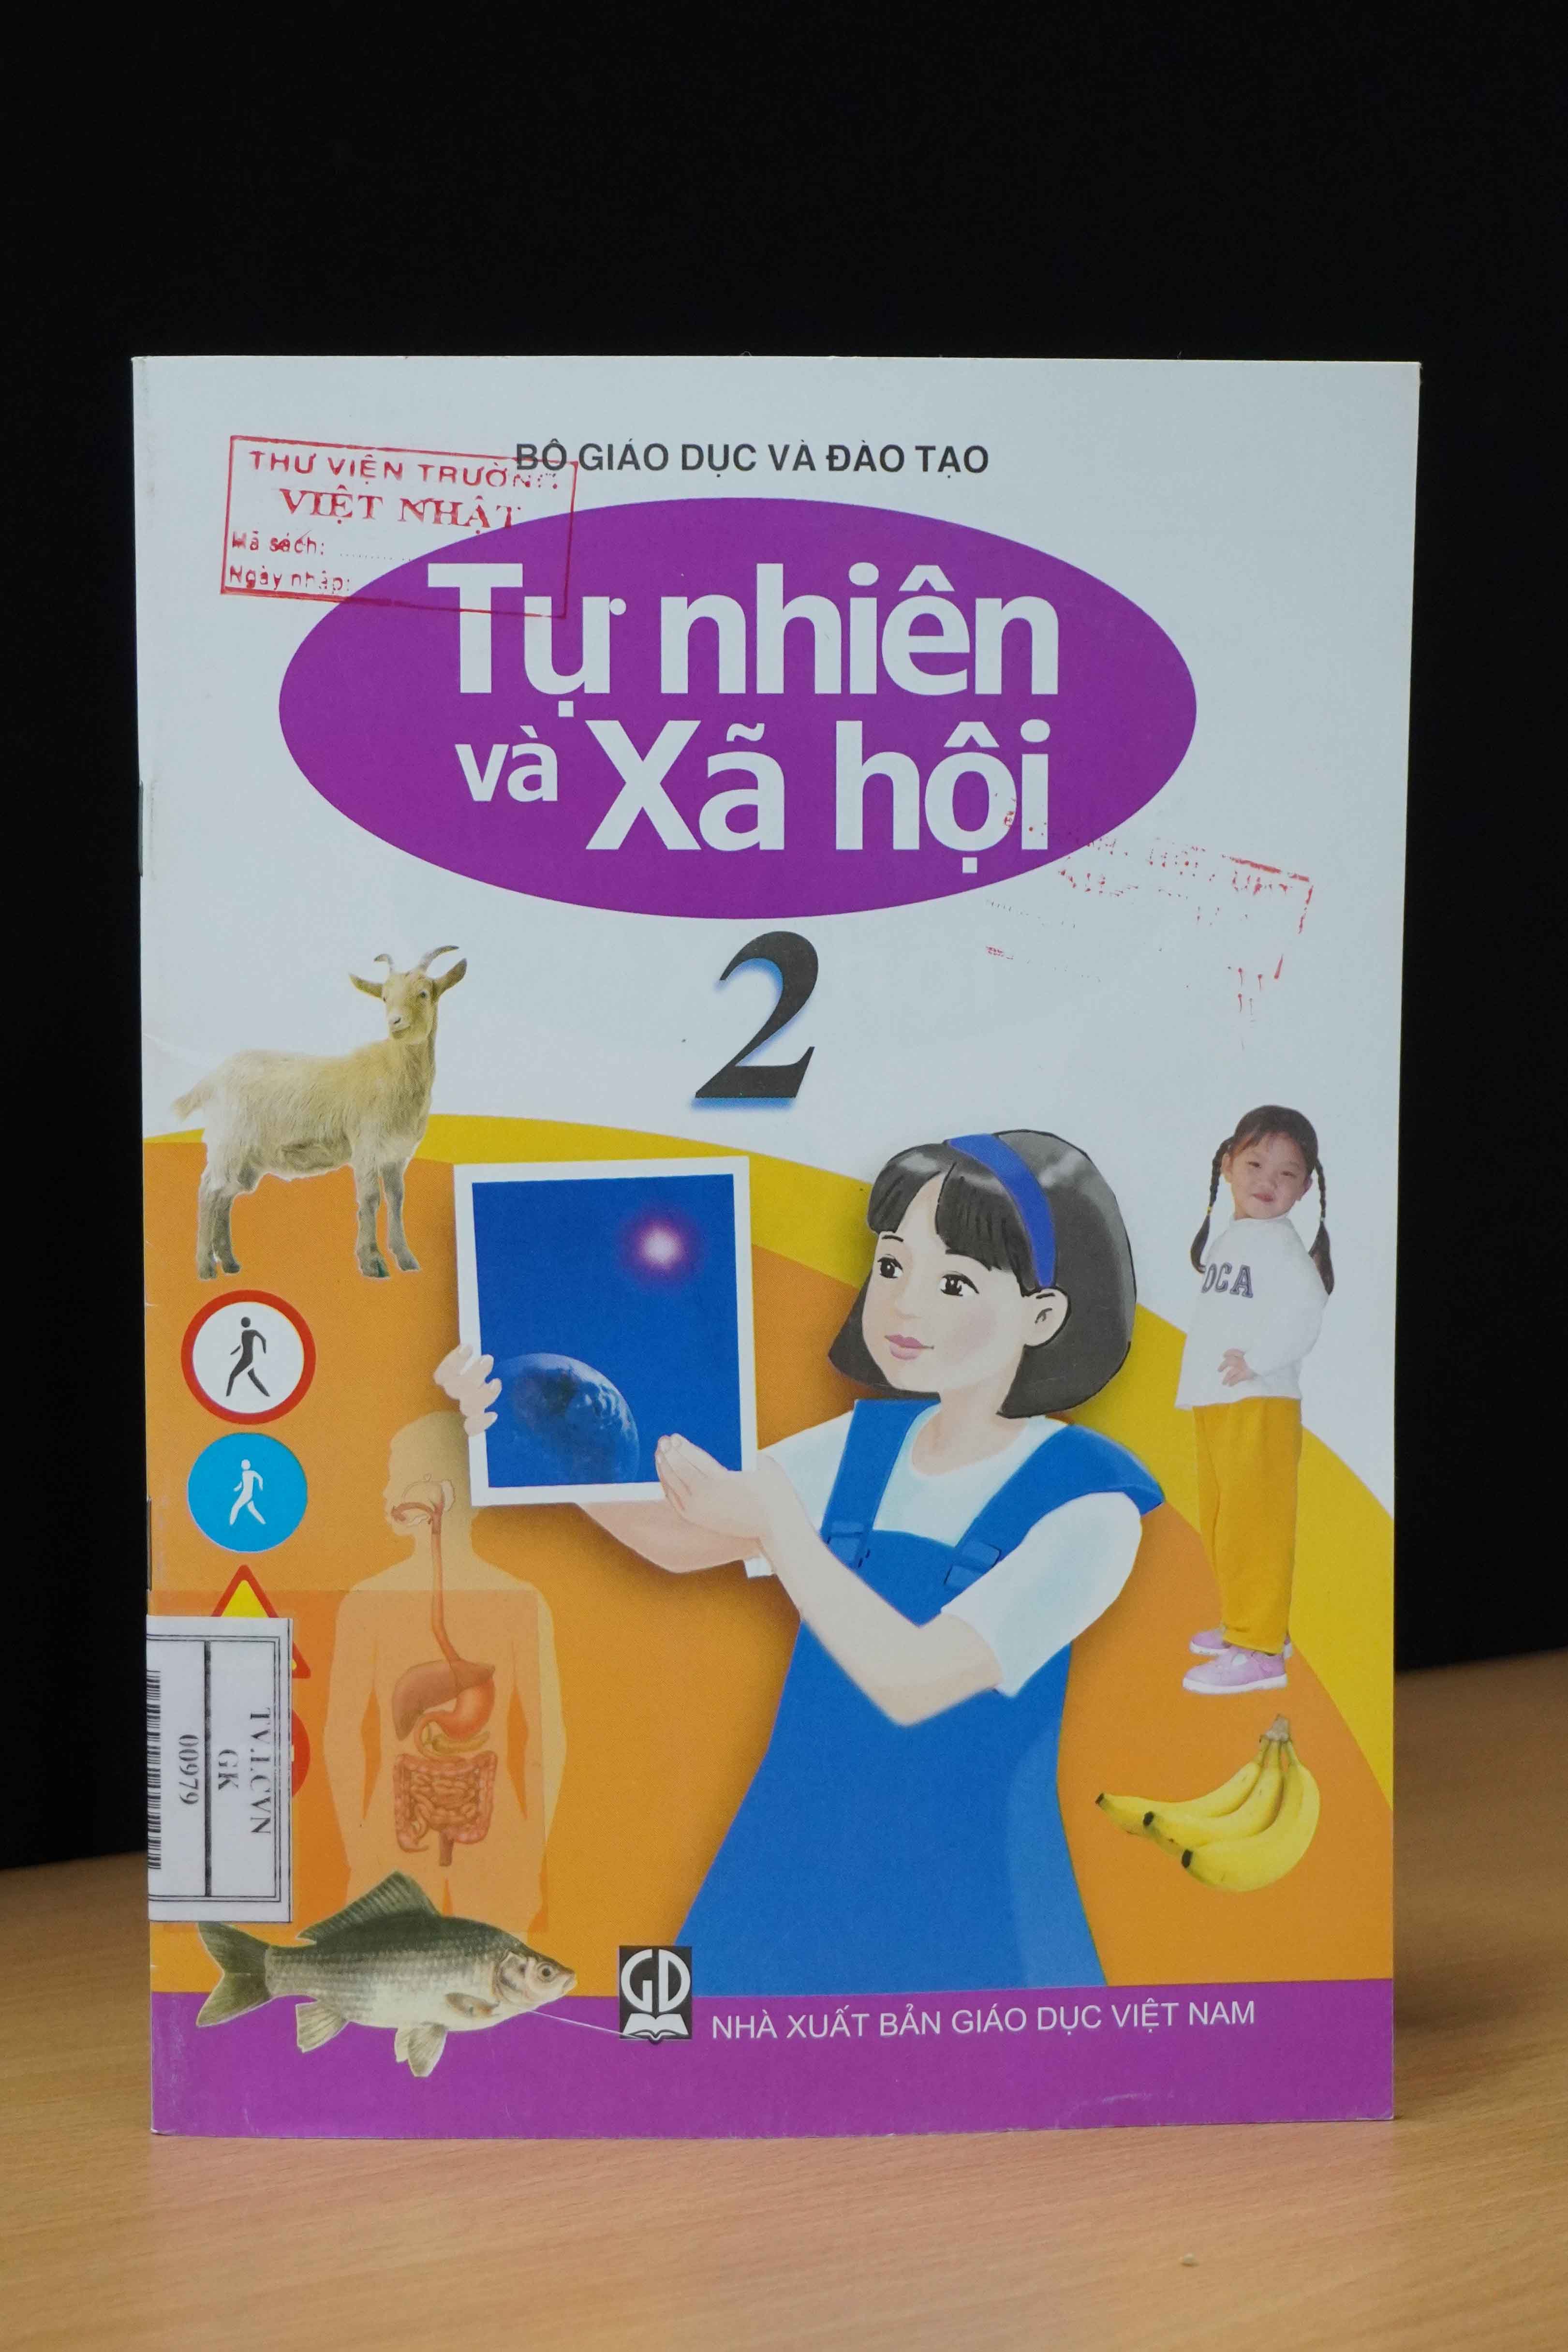 BỘ GIÁO DỤC VÀ ĐÀO TẠO
THƯ VIỆN TRƯỜNG
VIỆT NHẬT
Mã sách:
Ngày nhập:
Tự nhiên
và Xã hội
2
OCA
TV.I.CVN
GK
00979
GD
NHÀ XUẤT BẢN GIÁO DỤC VIỆT NAM